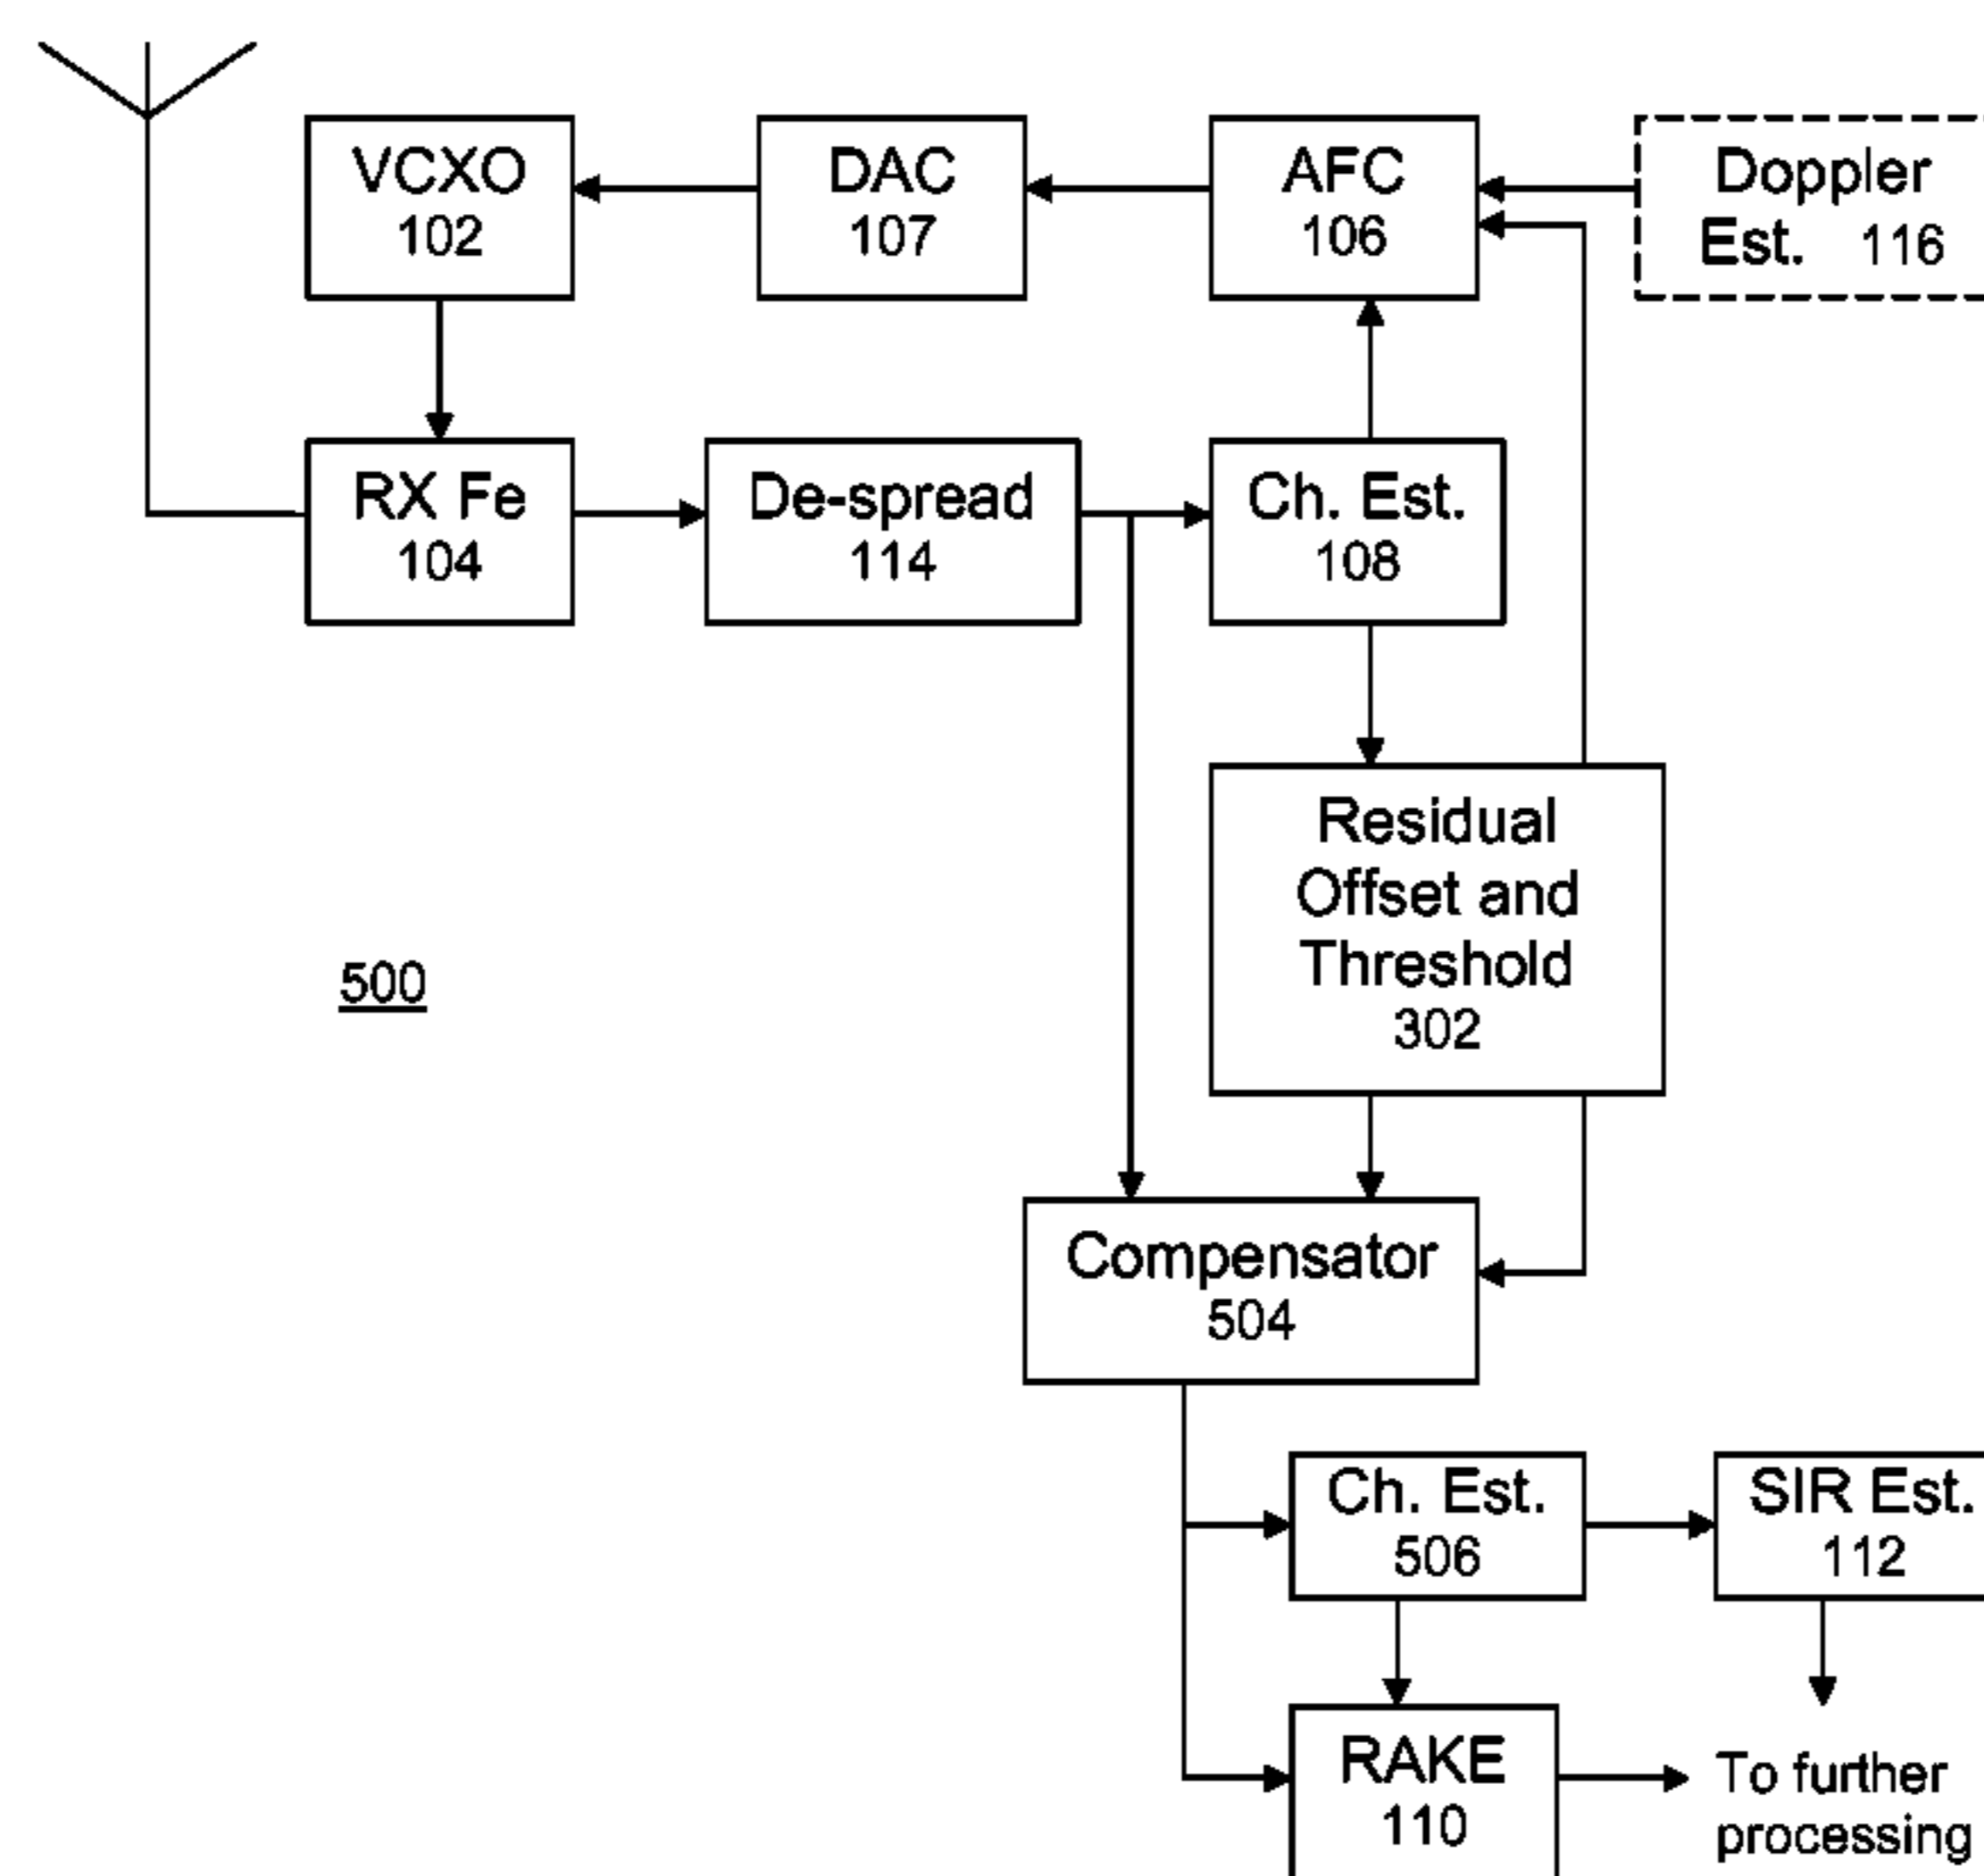 VCXO
102
DAC
107
AFC
106
Doppler
Est. 116
RX Fe
104
De-spread
114
Ch. Est.
108
Residual
Offset and
Threshold
302
500
Compensator
504
Ch. Est.
506
SIR Est.
112
RAKE
110
To further
processing